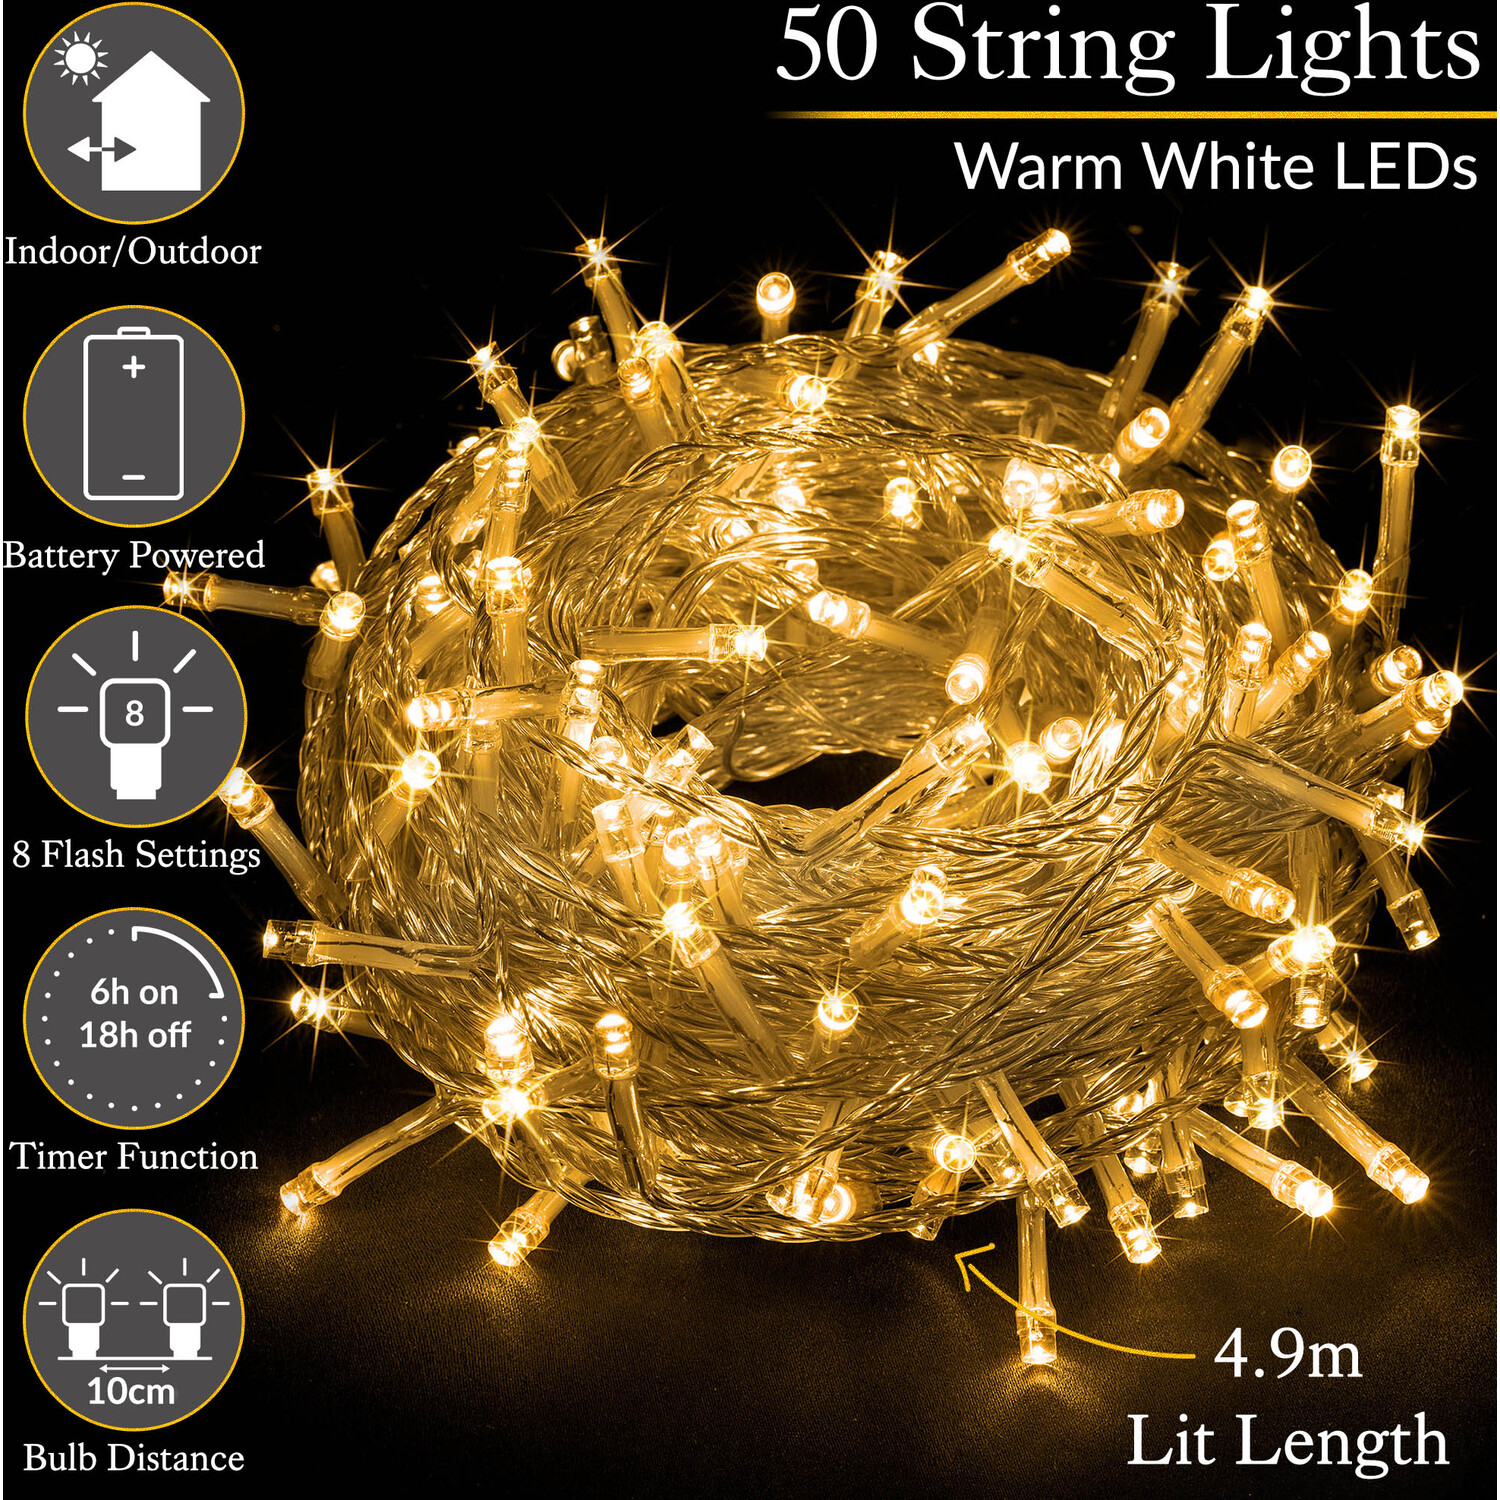 50 String Lights
Warm White LEDs
Indoor/Outdoor
+
-
Battery Powered
8
8 Flash Settings
6h on
18h off
Timer Function
10cm
Bulb Distance
4.9m
Lit Length